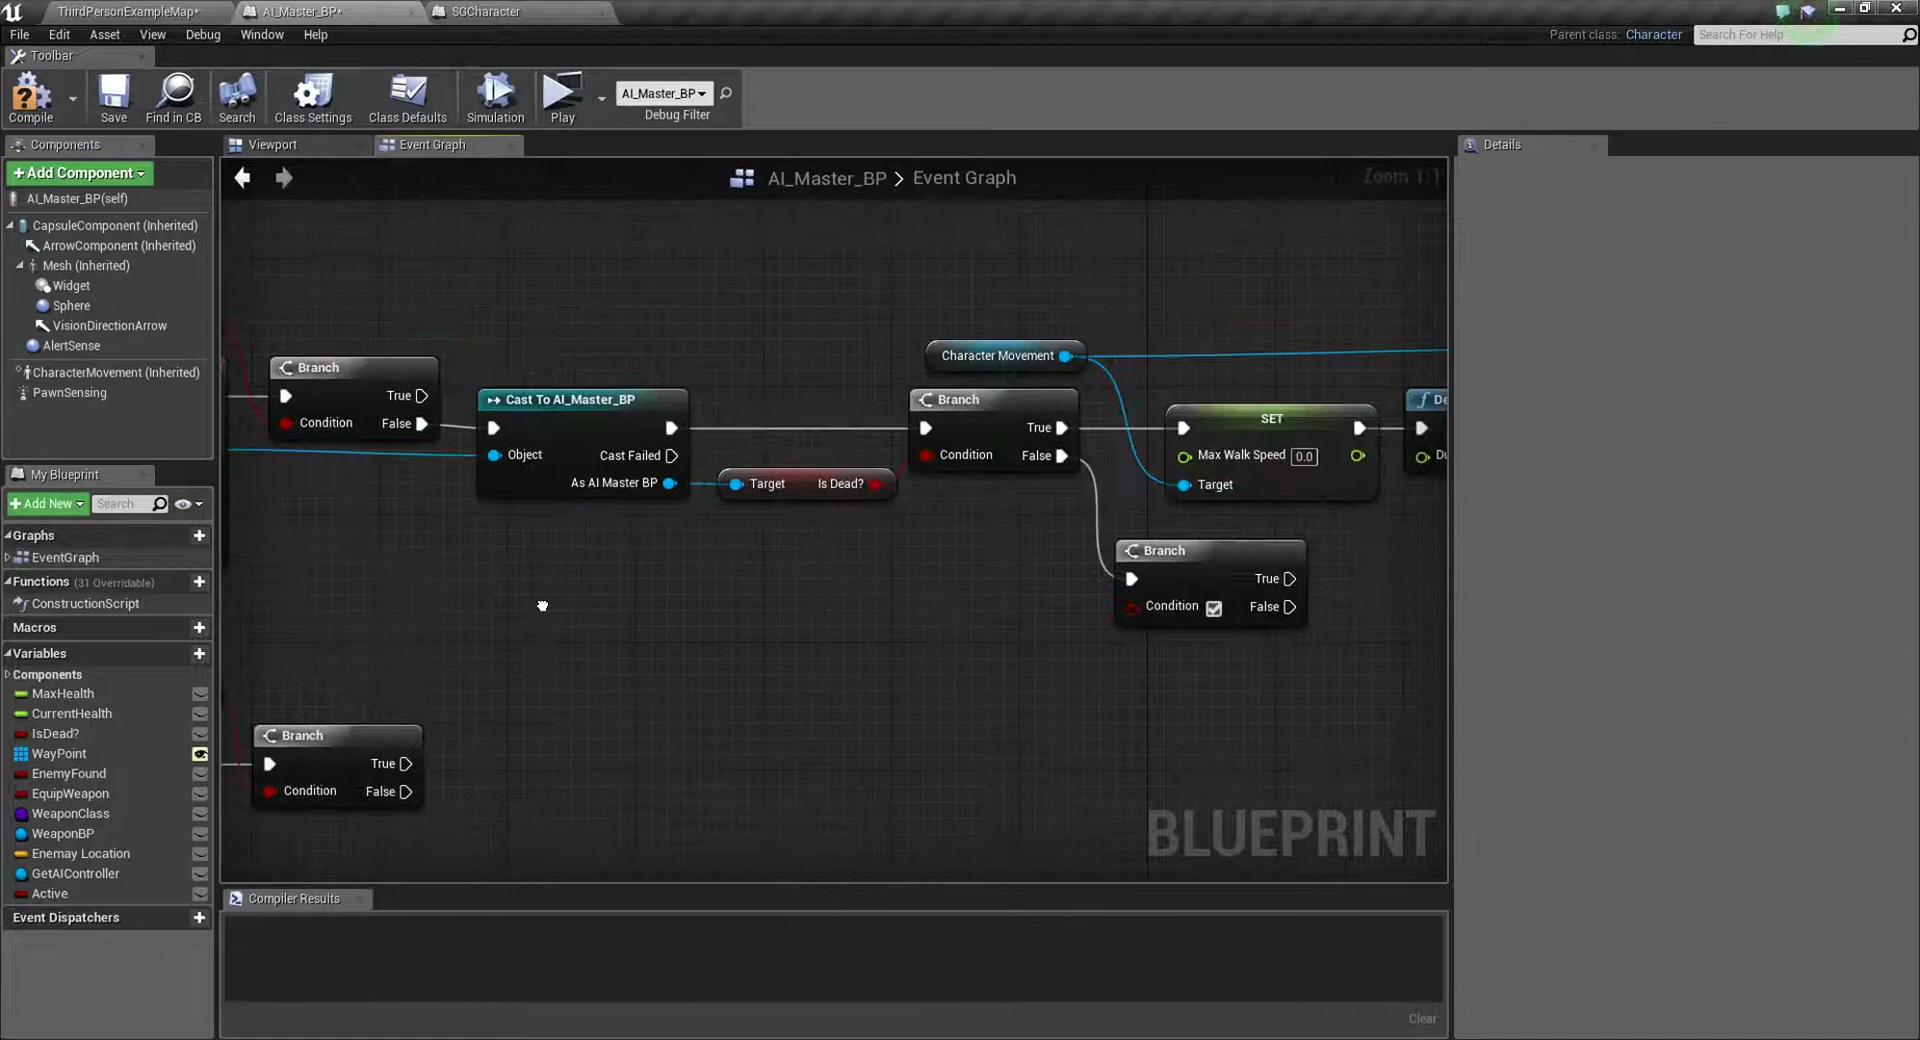 ThirdPersonExampleMap*
AI_Master_BP*
SGCharacter
File Edit Asset View Debug Window Help
Parent class: Character
Search For Help
Toolbar
Compile
Save
Find in CB
Search
Class Settings
Class Defaults
Simulation
Play
AI_Master_BP
Debug Filter
Components
+Add Component
AI_Master_BP(self)
CapsuleComponent (Inherited)
ArrowComponent (Inherited)
Mesh (Inherited)
Widget
Sphere
VisionDirectionArrow
AlertSense
CharacterMovement (Inherited)
PawnSensing
My Blueprint
+Add New
Search
Graphs
EventGraph
Functions (31 Overridable)
ConstructionScript
Macros
Variables
Components
MaxHealth
CurrentHealth
IsDead?
WayPoint
EnemyFound
EquipWeapon
WeaponClass
WeaponBP
Enemay Location
GetAIController
Active
Event Dispatchers
Viewport
Event Graph
AI_Master_BP > Event Graph
Zoom 1:1
Branch
True
Condition False
Cast To AI_Master_BP
Object Cast Failed
As AI Master BP
Target Is Dead?
Character Movement
Branch
True
Condition False
SET
Max Walk Speed 0.0
Target
Branch
True
Condition False
Branch
True
Condition False
BLUEPRINT
Compiler Results
Clear
Details